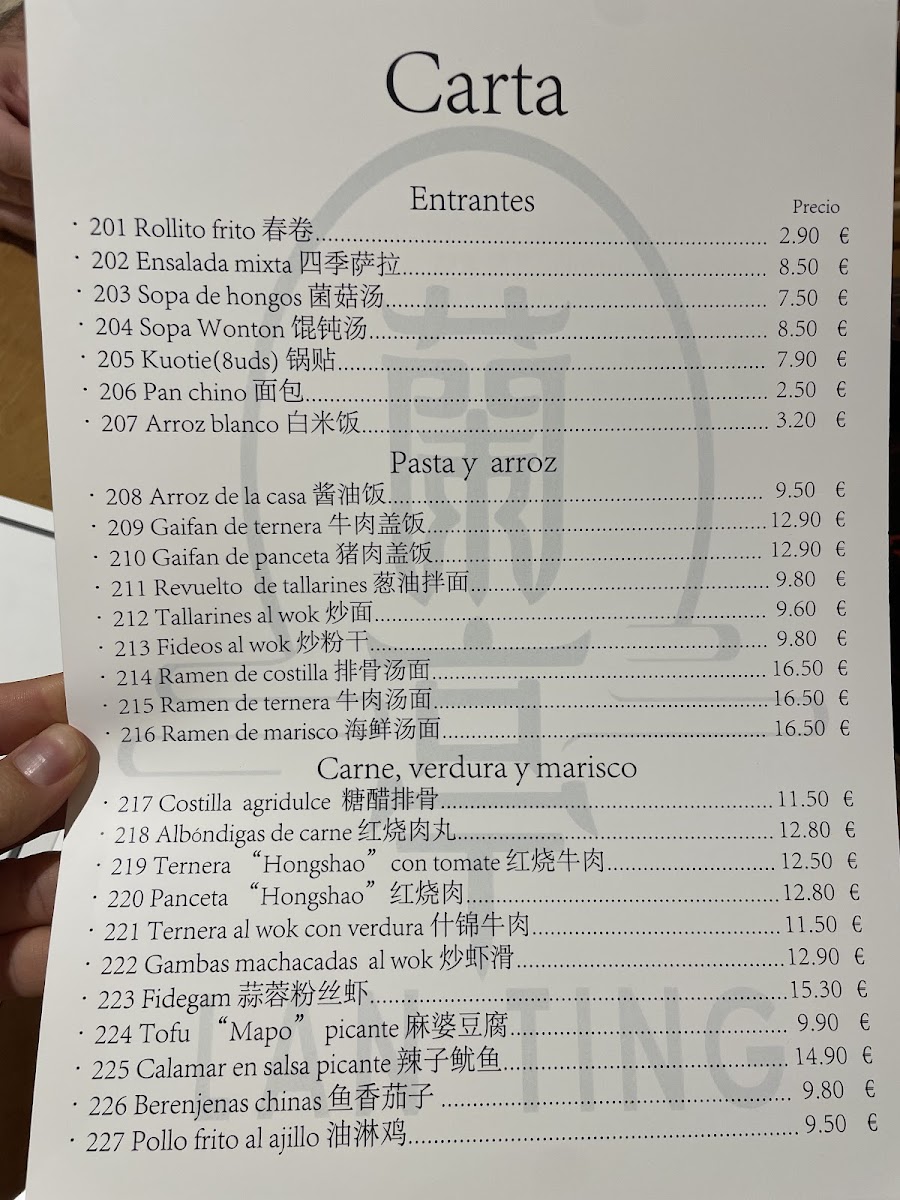 Carta
Entrantes
Precio
· 201 Rollito frito 春卷........ 2.90 €
· 202 Ensalada mixta 四季萨拉........ 8.50 €
· 203 Sopa de hongos 菌菇汤........ 7.50 €
· 204 Sopa Wonton 馄钝汤........ 8.50 €
· 205 Kuotie(8uds) 锅贴........ 7.90 €
· 206 Pan chino 面包........ 2.50 €
· 207 Arroz blanco 白米饭........ 3.20 €
Pasta y arroz
· 208 Arroz de la casa 酱油饭........ 9.50 €
· 209 Gaifan de ternera 牛肉盖饭........ 12.90 €
· 210 Gaifan de panceta 猪肉盖饭........ 12.90 €
· 211 Revuelto de tallarines 葱油拌面........ 9.80 €
· 212 Tallarines al wok 炒面........ 9.60 €
· 213 Fideos al wok 炒粉干........ 9.80 €
· 214 Ramen de costilla 排骨汤面........ 16.50 €
· 215 Ramen de ternera 牛肉汤面........ 16.50 €
· 216 Ramen de marisco 海鲜汤面........ 16.50 €
Carne, verdura y marisco
· 217 Costilla agridulce 糖醋排骨........ 11.50 €
· 218 Albóndigas de carne 红烧肉丸........ 12.80 €
· 219 Ternera “Hongshao” con tomate 红烧牛肉........ 12.50 €
· 220 Panceta “Hongshao” 红烧肉........ 12.80 €
· 221 Ternera al wok con verdura 什锦牛肉........ 11.50 €
· 222 Gambas machacadas al wok 炒虾滑........ 12.90 €
· 223 Fidegam 蒜蓉粉丝虾........ 15.30 €
· 224 Tofu “Mapo” picante 麻婆豆腐........ 9.90 €
· 225 Calamar en salsa picante 辣子鱿鱼........ 14.90 €
· 226 Berenjenas chinas 鱼香茄子........ 9.80 €
· 227 Pollo frito al ajillo 油淋鸡........ 9.50 €
LAN TING